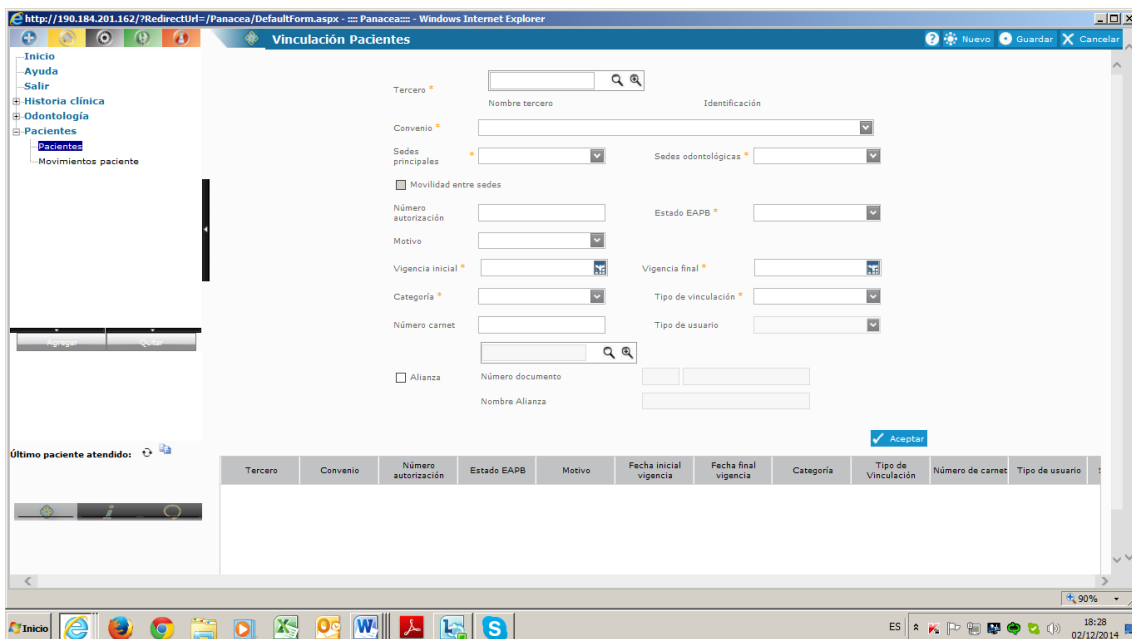 http://190.184.201.162/?RedirectUrl=/Panacea/DefaultForm.aspx - :::: Panacea:::: - Windows Internet Explorer
Vinculación Pacientes
? Nuevo Guardar Cancelar
Inicio
Ayuda
Salir
Historia clínica
Odontología
Pacientes
Pacientes
Movimientos paciente
Agregar Quitar
Último paciente atendido:
Tercero *
Nombre tercero Identificación
Convenio *
Sedes principales * Sedes odontológicas *
Movilidad entre sedes
Número autorización Estado EAPB *
Motivo
Vigencia inicial * Vigencia final *
Categoría * Tipo de vinculación *
Número carnet Tipo de usuario
Alianza Número documento
Nombre Alianza
Aceptar
Tercero Convenio Número autorización Estado EAPB Motivo Fecha inicial vigencia Fecha final vigencia Categoría Tipo de Vinculación Número de carnet Tipo de usuario
90%
Inicio
ES 18:28
02/12/2014